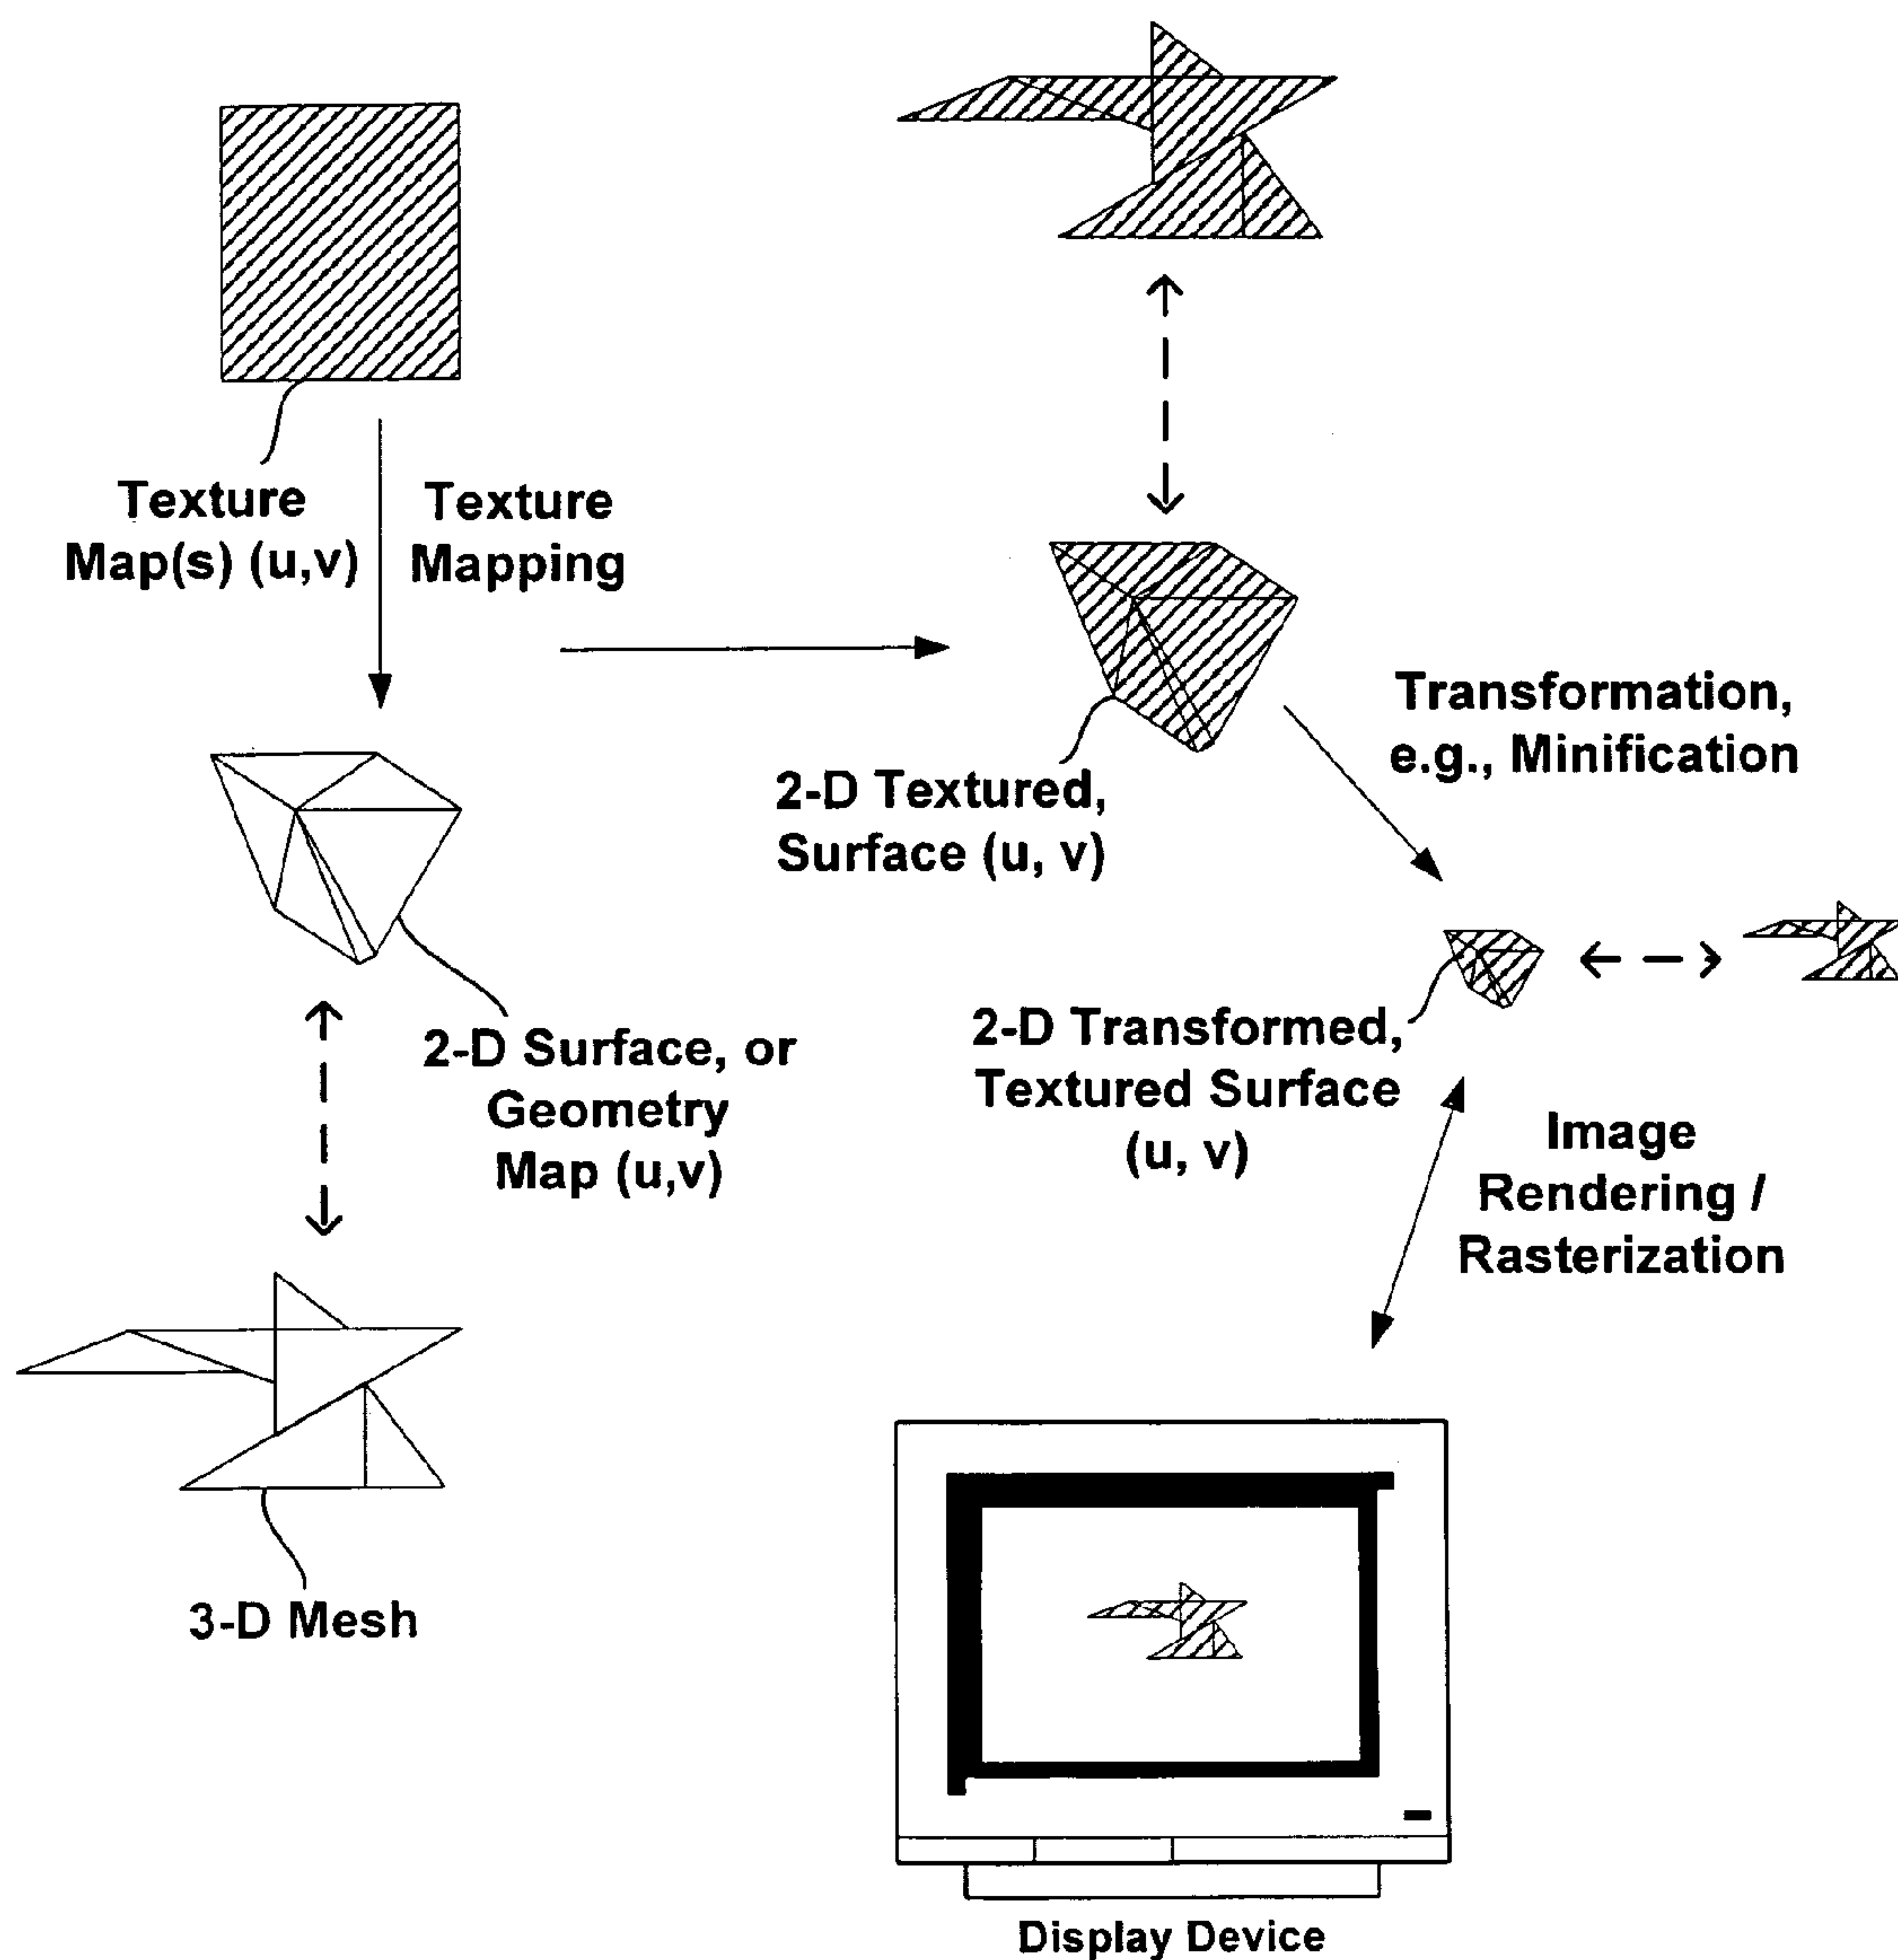 Texture
Map(s) (u,v)
Texture
Mapping
Transformation,
e.g., Minification
2-D Textured,
Surface (u, v)
2-D Surface, or
Geometry
Map (u,v)
2-D Transformed,
Textured Surface
(u, v)
Image
Rendering /
Rasterization
3-D Mesh
Display Device